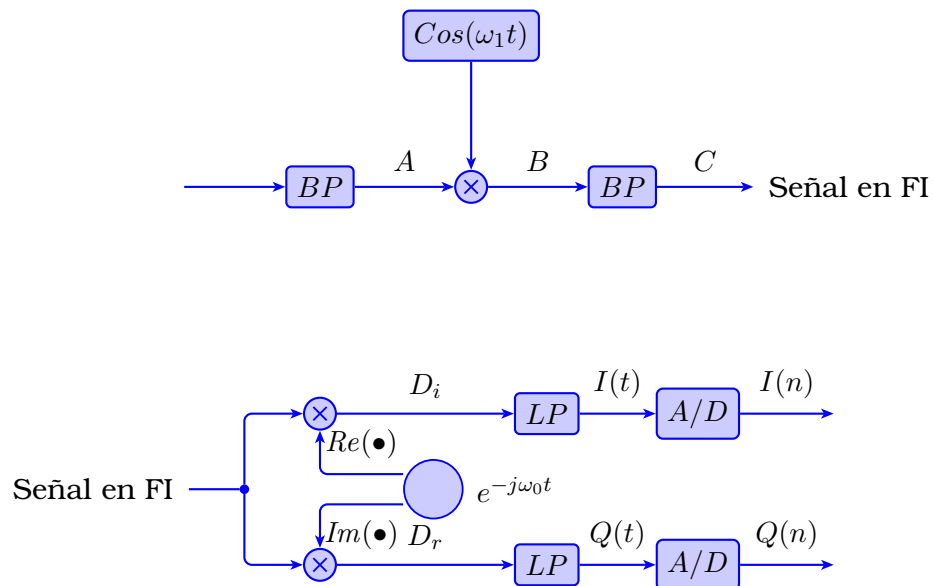 Cos(ω₁t)
A B C
BP × BP Señal en FI
D_i I(t) I(n)
× LP A/D
Re(•)
Señal en FI e^{-jω₀t}
Im(•) D_r Q(t) Q(n)
× LP A/D